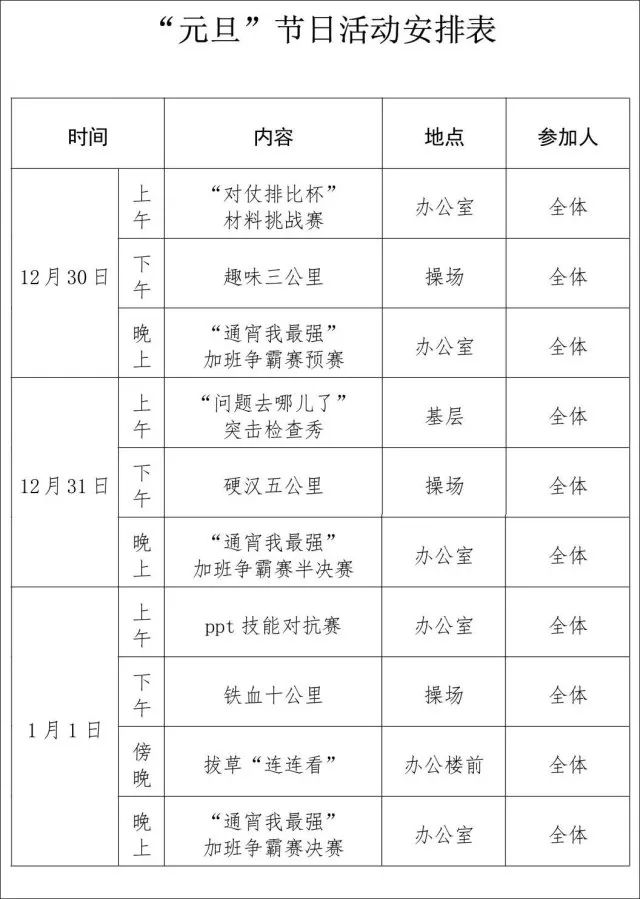 “元旦”节日活动安排表
时间 内容 地点 参加人
12月30日
上午
“对仗排比杯”
材料挑战赛
办公室 全体
下午
趣味三公里 操场 全体
晚上
“通宵我最强”
加班争霸赛预赛
办公室 全体
12月31日
上午
“问题去哪儿了”
突击检查秀
基层 全体
下午
硬汉五公里 操场 全体
晚上
“通宵我最强”
加班争霸赛半决赛
办公室 全体
1月1日
上午
ppt技能对抗赛 办公室 全体
下午
铁血十公里 操场 全体
傍晚
拔草“连连看” 办公楼前 全体
晚上
“通宵我最强”
加班争霸赛决赛
办公室 全体